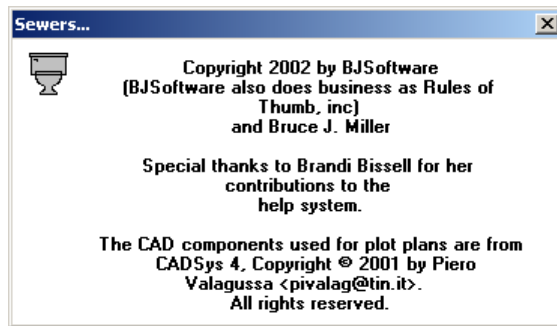 Sewers...
Copyright 2002 by BJSoftware
(BJSoftware also does business as Rules of
Thumb, inc)
and Bruce J. Miller
Special thanks to Brandi Bissell for her
contributions to the
help system.
The CAD components used for plot plans are from
CADSys 4, Copyright © 2001 by Piero
Valagussa <pivalag@tin.it>.
All rights reserved.